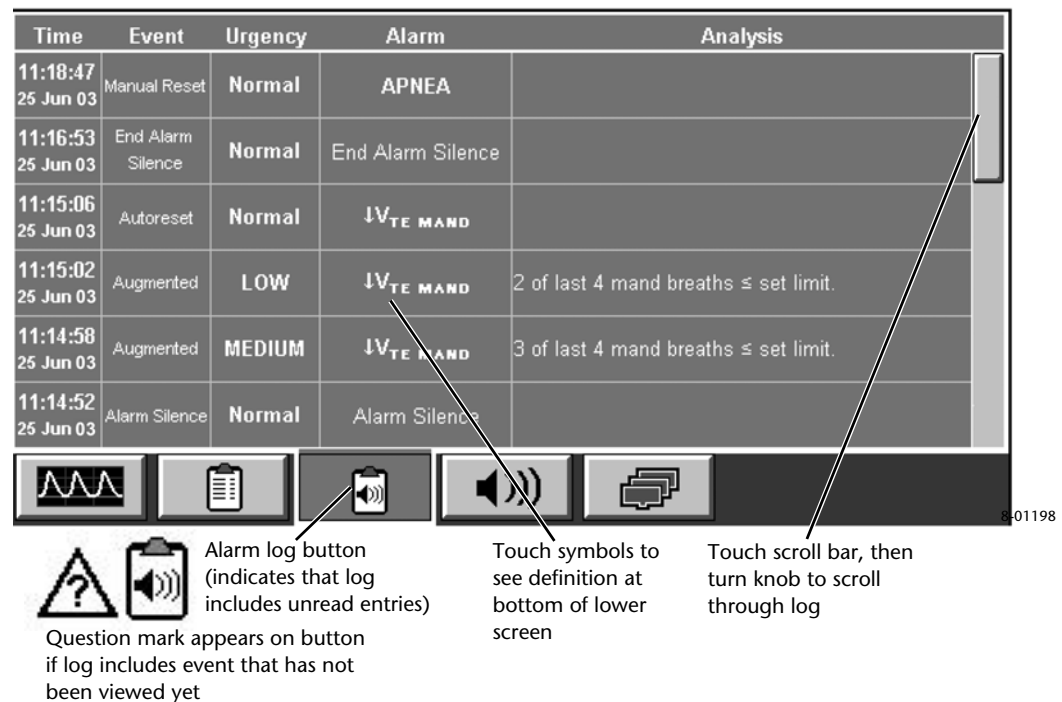 Time Event Urgency Alarm Analysis
11:18:47
25 Jun 03
Manual Reset
Normal
APNEA
11:16:53
25 Jun 03
End Alarm
Silence
Normal
End Alarm Silence
11:15:06
25 Jun 03
Autoreset
Normal
↓VTE MAND
11:15:02
25 Jun 03
Augmented
LOW
↓VTE MAND
2 of last 4 mand breaths ≤ set limit.
11:14:58
25 Jun 03
Augmented
MEDIUM
↓VTE MAND
3 of last 4 mand breaths ≤ set limit.
11:14:52
25 Jun 03
Alarm Silence
Normal
Alarm Silence
8-01198
?
Alarm log button
(indicates that log
includes unread entries)
Question mark appears on button
if log includes event that has not
been viewed yet
Touch symbols to
see definition at
bottom of lower
screen
Touch scroll bar, then
turn knob to scroll
through log